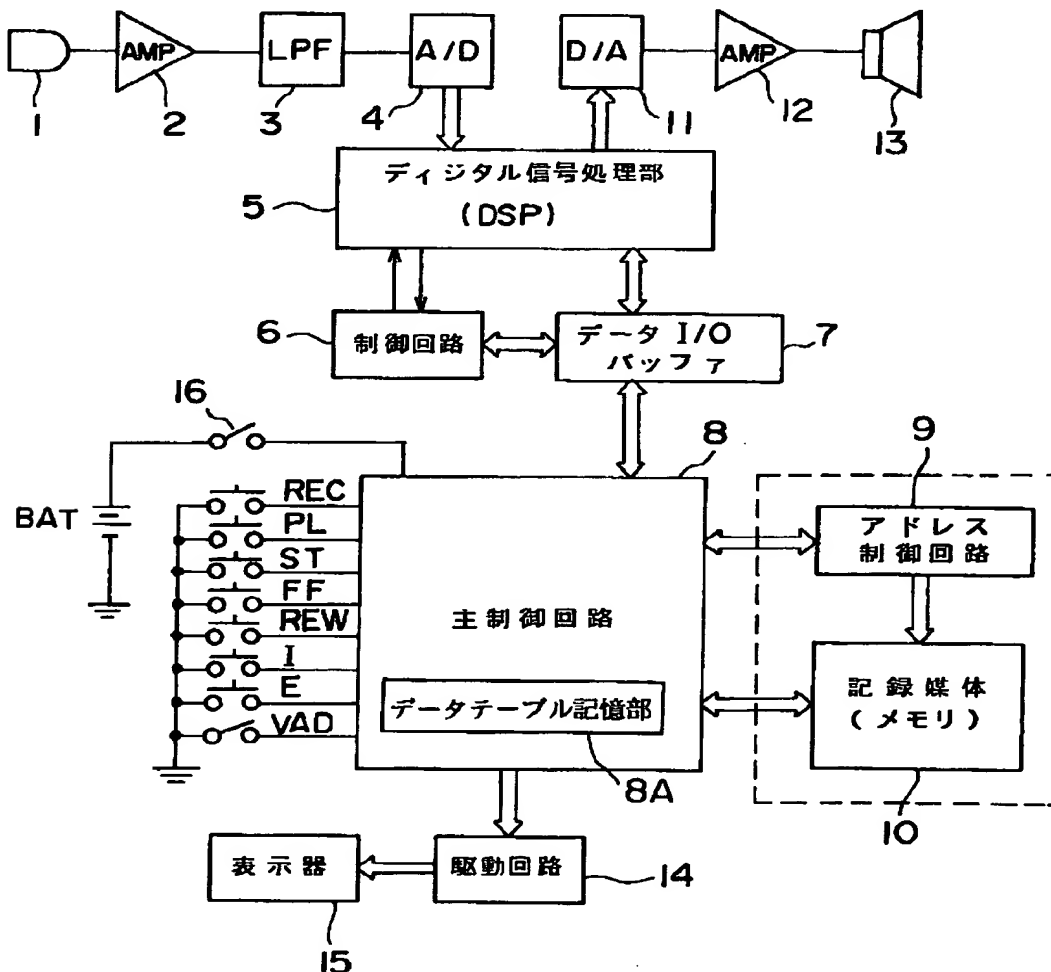 AMP
LPF
A/D
D/A
AMP
1
2
3
4
11
12
13
ディジタル信号処理部
(DSP)
5
6
制御回路
データ I/O
バッファ
7
16
8
9
BAT
REC
PL
ST
FF
REW
I
E
VAD
主制御回路
データテーブル記憶部
8A
アドレス
制御回路
記録媒体
(メモリ)
10
表示器
駆動回路
14
15